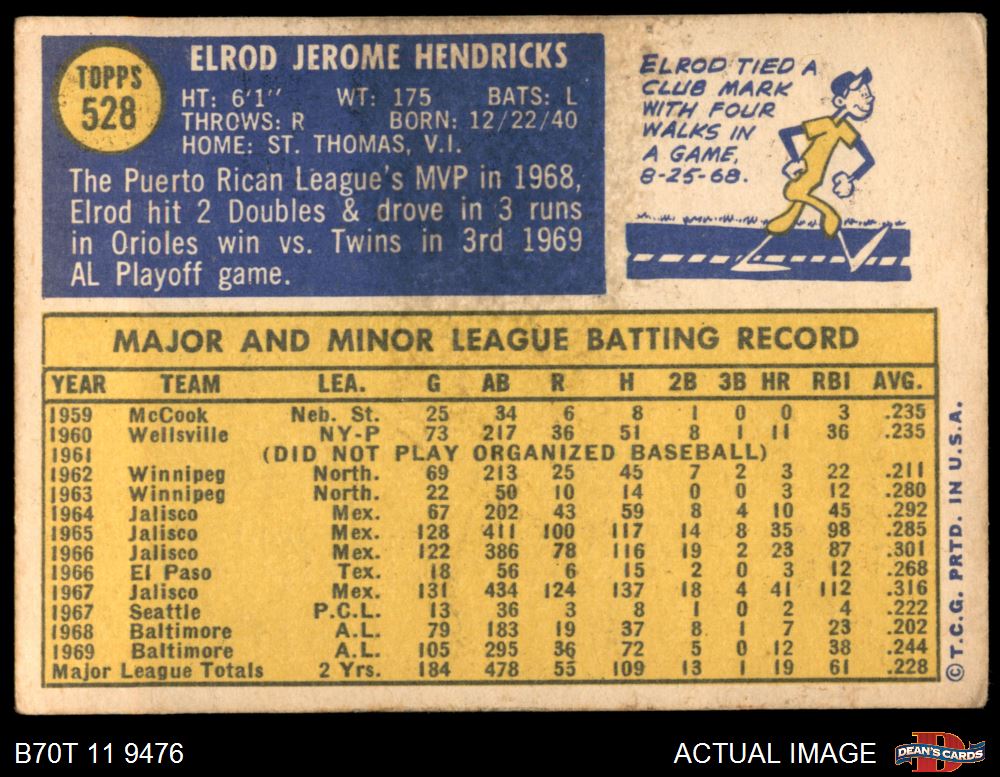 TOPPS
528
ELROD JEROME HENDRICKS
HT: 6'1" WT: 175 BATS: L
THROWS: R BORN: 12/22/40
HOME: ST. THOMAS, V.I.
The Puerto Rican League's MVP in 1968,
Elrod hit 2 Doubles & drove in 3 runs
in Orioles win vs. Twins in 3rd 1969
AL Playoff game.
ELROD TIED A
CLUB MARK
WITH FOUR
WALKS IN
A GAME,
8-25-68.
MAJOR AND MINOR LEAGUE BATTING RECORD
YEAR TEAM LEA. G AB R H 2B 3B HR RBI AVG.
1959 McCook Neb. St. 25 34 6 8 1 0 0 3 .235
1960 Wellsville NY-P 73 217 36 51 8 1 11 36 .235
1961 (DID NOT PLAY ORGANIZED BASEBALL)
1962 Winnipeg North. 69 213 25 45 7 2 3 22 .211
1963 Winnipeg North. 22 50 10 14 0 0 3 12 .280
1964 Jalisco Mex. 67 202 43 59 8 4 10 45 .292
1965 Jalisco Mex. 128 411 100 117 14 8 35 98 .285
1966 Jalisco Mex. 122 386 78 116 19 2 23 87 .301
1966 El Paso Tex. 18 56 6 15 2 0 3 12 .268
1967 Jalisco Mex. 131 434 124 137 18 4 41 112 .316
1967 Seattle P.C.L. 13 36 3 8 1 0 2 4 .222
1968 Baltimore A.L. 79 183 19 37 8 1 7 23 .202
1969 Baltimore A.L. 105 295 36 72 5 0 12 38 .244
Major League Totals 2 Yrs. 184 478 55 109 13 1 19 61 .228
© T.C.G. PRTD. IN U.S.A.
B70T 11 9476
ACTUAL IMAGE
DEAN'S CARDS